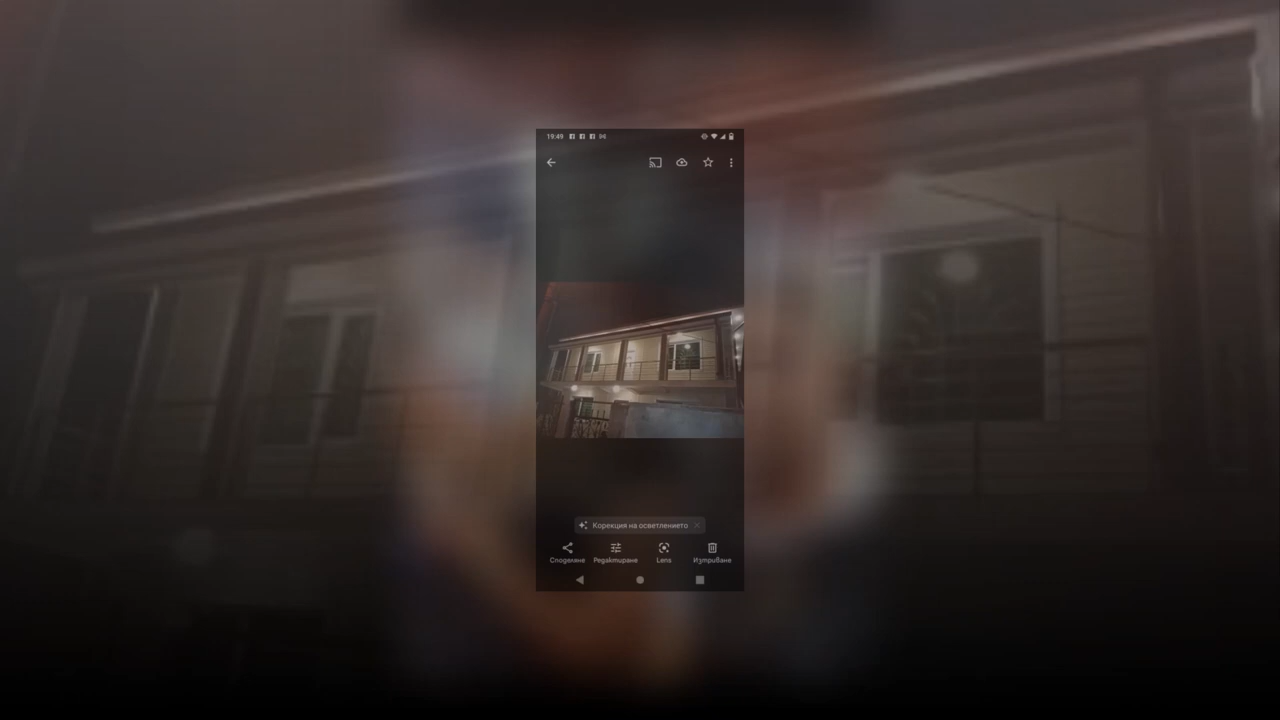 19:49
Корекция на осветлението
Споделяне Редактиране Lens Изтриване